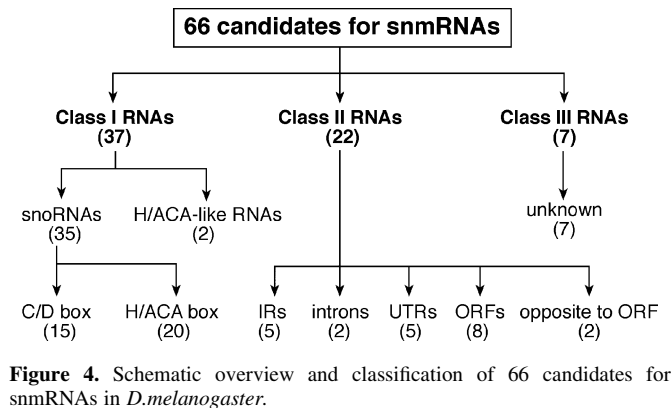 66 candidates for snmRNAs
Class I RNAs Class II RNAs Class III RNAs
(37) (22) (7)
snoRNAs H/ACA-like RNAs unknown
(35) (2) (7)
C/D box H/ACA box IRs introns UTRs ORFs opposite to ORF
(15) (20) (5) (2) (5) (8) (2)
Figure 4. Schematic overview and classification of 66 candidates for
snmRNAs in D.melanogaster.